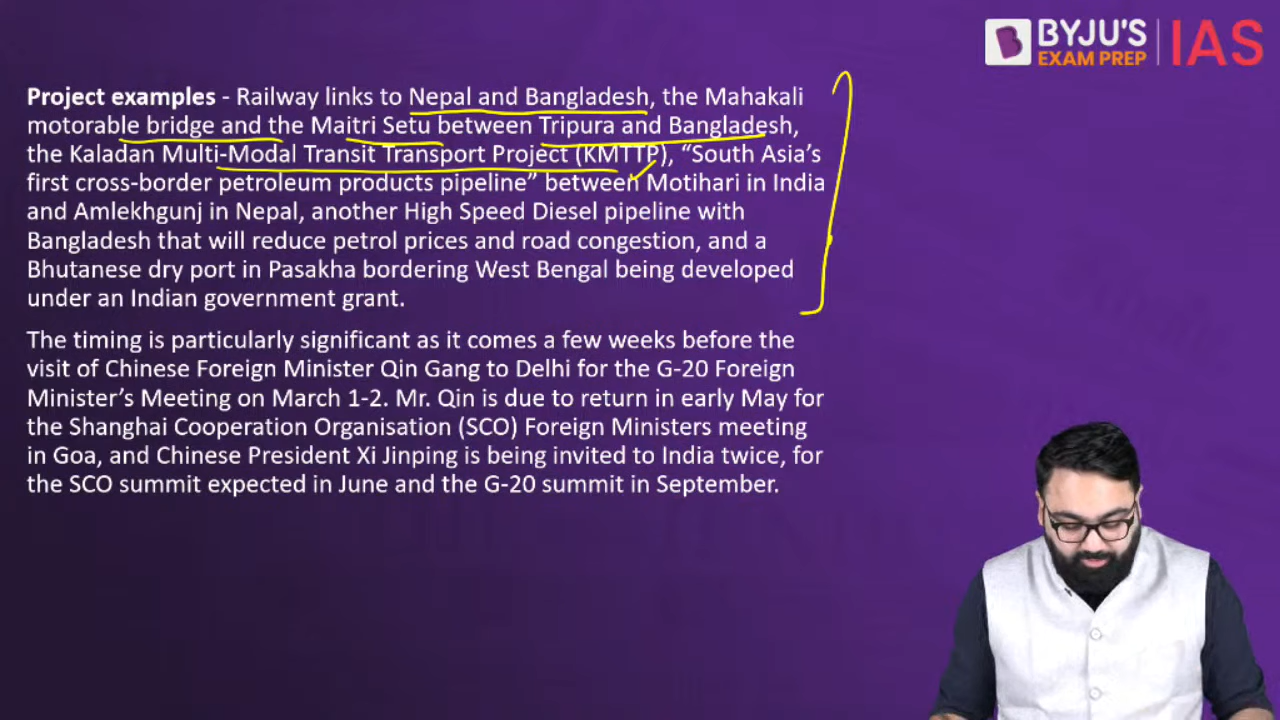 BYJU'S
EXAM PREP
IAS
Project examples - Railway links to Nepal and Bangladesh, the Mahakali
motorable bridge and the Maitri Setu between Tripura and Bangladesh,
the Kaladan Multi-Modal Transit Transport Project (KMTTP), “South Asia’s
first cross-border petroleum products pipeline” between Motihari in India
and Amlekhgunj in Nepal, another High Speed Diesel pipeline with
Bangladesh that will reduce petrol prices and road congestion, and a
Bhutanese dry port in Pasakha bordering West Bengal being developed
under an Indian government grant.
The timing is particularly significant as it comes a few weeks before the
visit of Chinese Foreign Minister Qin Gang to Delhi for the G-20 Foreign
Minister’s Meeting on March 1-2. Mr. Qin is due to return in early May for
the Shanghai Cooperation Organisation (SCO) Foreign Ministers meeting
in Goa, and Chinese President Xi Jinping is being invited to India twice, for
the SCO summit expected in June and the G-20 summit in September.